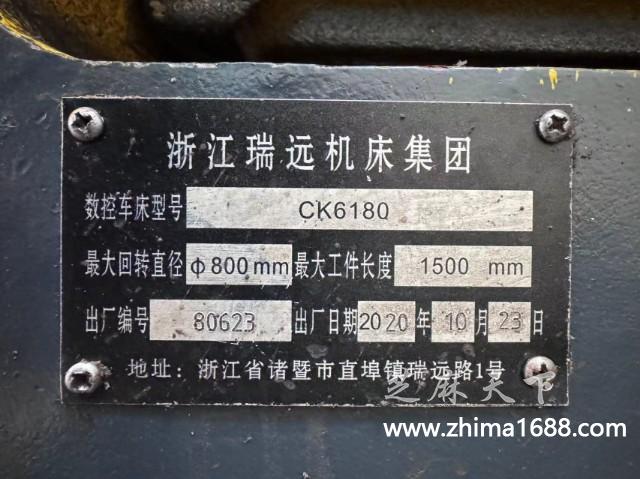 浙江瑞远机床集团
数控车床型号 CK6180
最大回转直径 φ800mm 最大工件长度 1500 mm
出厂编号 80623 出厂日期 2020 年 10 月 23 日
地址：浙江省诸暨市直埠镇瑞远路1号
芝麻天下
www.zhima1688.com